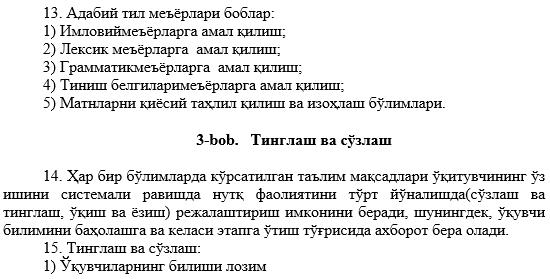 13. Адабий тил меъёрлари боблар:
1) Имловиймеъёрларга амал қилиш;
2) Лексик меъёрларга амал қилиш;
3) Грамматикмеъёрларга амал қилиш;
4) Тиниш белгиларимеъёрларга амал қилиш;
5) Матнларни қиёсий таҳлил қилиш ва изоҳлаш бўлимлари.
3-bob. Тинглаш ва сўзлаш
14. Ҳар бир бўлимларда кўрсатилган таълим мақсадлари ўқитувчининг ўз
ишини системали равишда нутқ фаолиятини тўрт йўналишда(сўзлаш ва
тинглаш, ўқиш ва ёзиш) режалаштириш имконини беради, шунингдек, ўқувчи
билимини баҳолашга ва келаси этапга ўтиш тўғрисида ахборот бера олади.
15. Тинглаш ва сўзлаш:
1) Ўқувчиларнинг билиши лозим